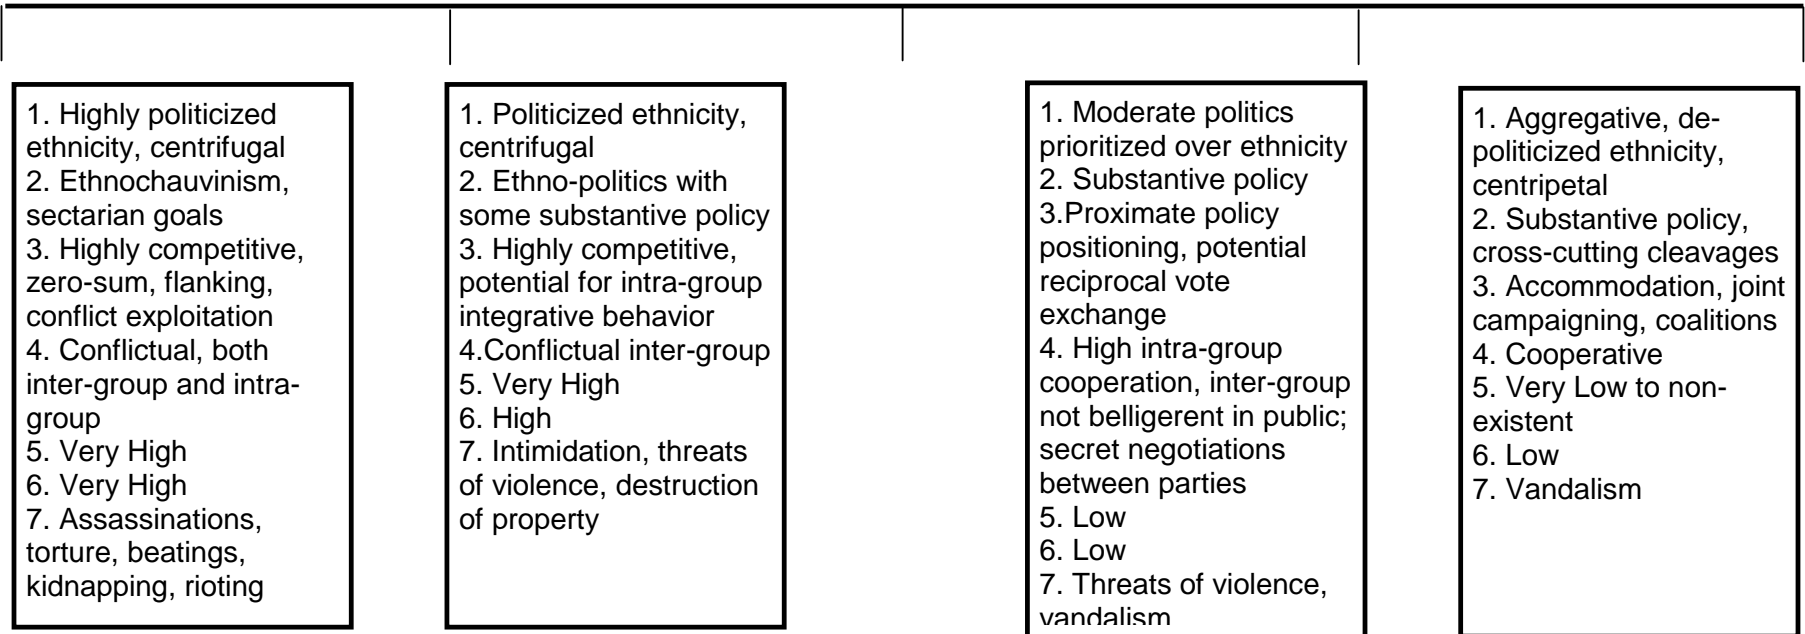 1. Highly politicized
ethnicity, centrifugal
2. Ethnochauvinism,
sectarian goals
3. Highly competitive,
zero-sum, flanking,
conflict exploitation
4. Conflictual, both
inter-group and intra-
group
5. Very High
6. Very High
7. Assassinations,
torture, beatings,
kidnapping, rioting
1. Politicized ethnicity,
centrifugal
2. Ethno-politics with
some substantive policy
3. Highly competitive,
potential for intra-group
integrative behavior
4.Conflictual inter-group
5. Very High
6. High
7. Intimidation, threats
of violence, destruction
of property
1. Moderate politics
prioritized over ethnicity
2. Substantive policy
3.Proximate policy
positioning, potential
reciprocal vote
exchange
4. High intra-group
cooperation, inter-group
not belligerent in public;
secret negotiations
between parties
5. Low
6. Low
7. Threats of violence,
vandalism
1. Aggregative, de-
politicized ethnicity,
centripetal
2. Substantive policy,
cross-cutting cleavages
3. Accommodation, joint
campaigning, coalitions
4. Cooperative
5. Very Low to non-
existent
6. Low
7. Vandalism